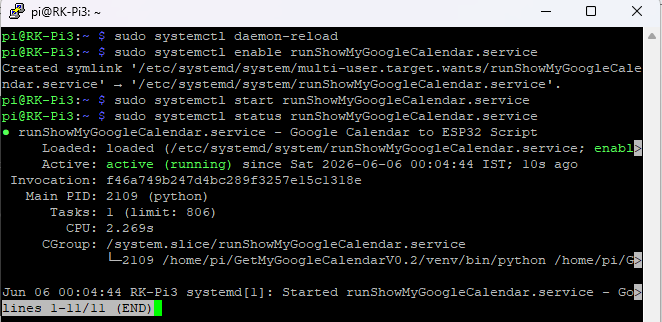 pi@RK-Pi3: ~
pi@RK-Pi3:~ $ sudo systemctl daemon-reload
pi@RK-Pi3:~ $ sudo systemctl enable runShowMyGoogleCalendar.service
Created symlink '/etc/systemd/system/multi-user.target.wants/runShowMyGoogleCale
ndar.service' → '/etc/systemd/system/runShowMyGoogleCalendar.service'.
pi@RK-Pi3:~ $ sudo systemctl start runShowMyGoogleCalendar.service
pi@RK-Pi3:~ $ sudo systemctl status runShowMyGoogleCalendar.service
● runShowMyGoogleCalendar.service - Google Calendar to ESP32 Script
     Loaded: loaded (/etc/systemd/system/runShowMyGoogleCalendar.service; enabl>
     Active: active (running) since Sat 2026-06-06 00:04:44 IST; 10s ago
 Invocation: f46a749b247d4bc289f3257e15c1318e
   Main PID: 2109 (python)
      Tasks: 1 (limit: 806)
        CPU: 2.269s
     CGroup: /system.slice/runShowMyGoogleCalendar.service
             └─2109 /home/pi/GetMyGoogleCalendarV0.2/venv/bin/python /home/pi/G>
Jun 06 00:04:44 RK-Pi3 systemd[1]: Started runShowMyGoogleCalendar.service - Go>
lines 1-11/11 (END)